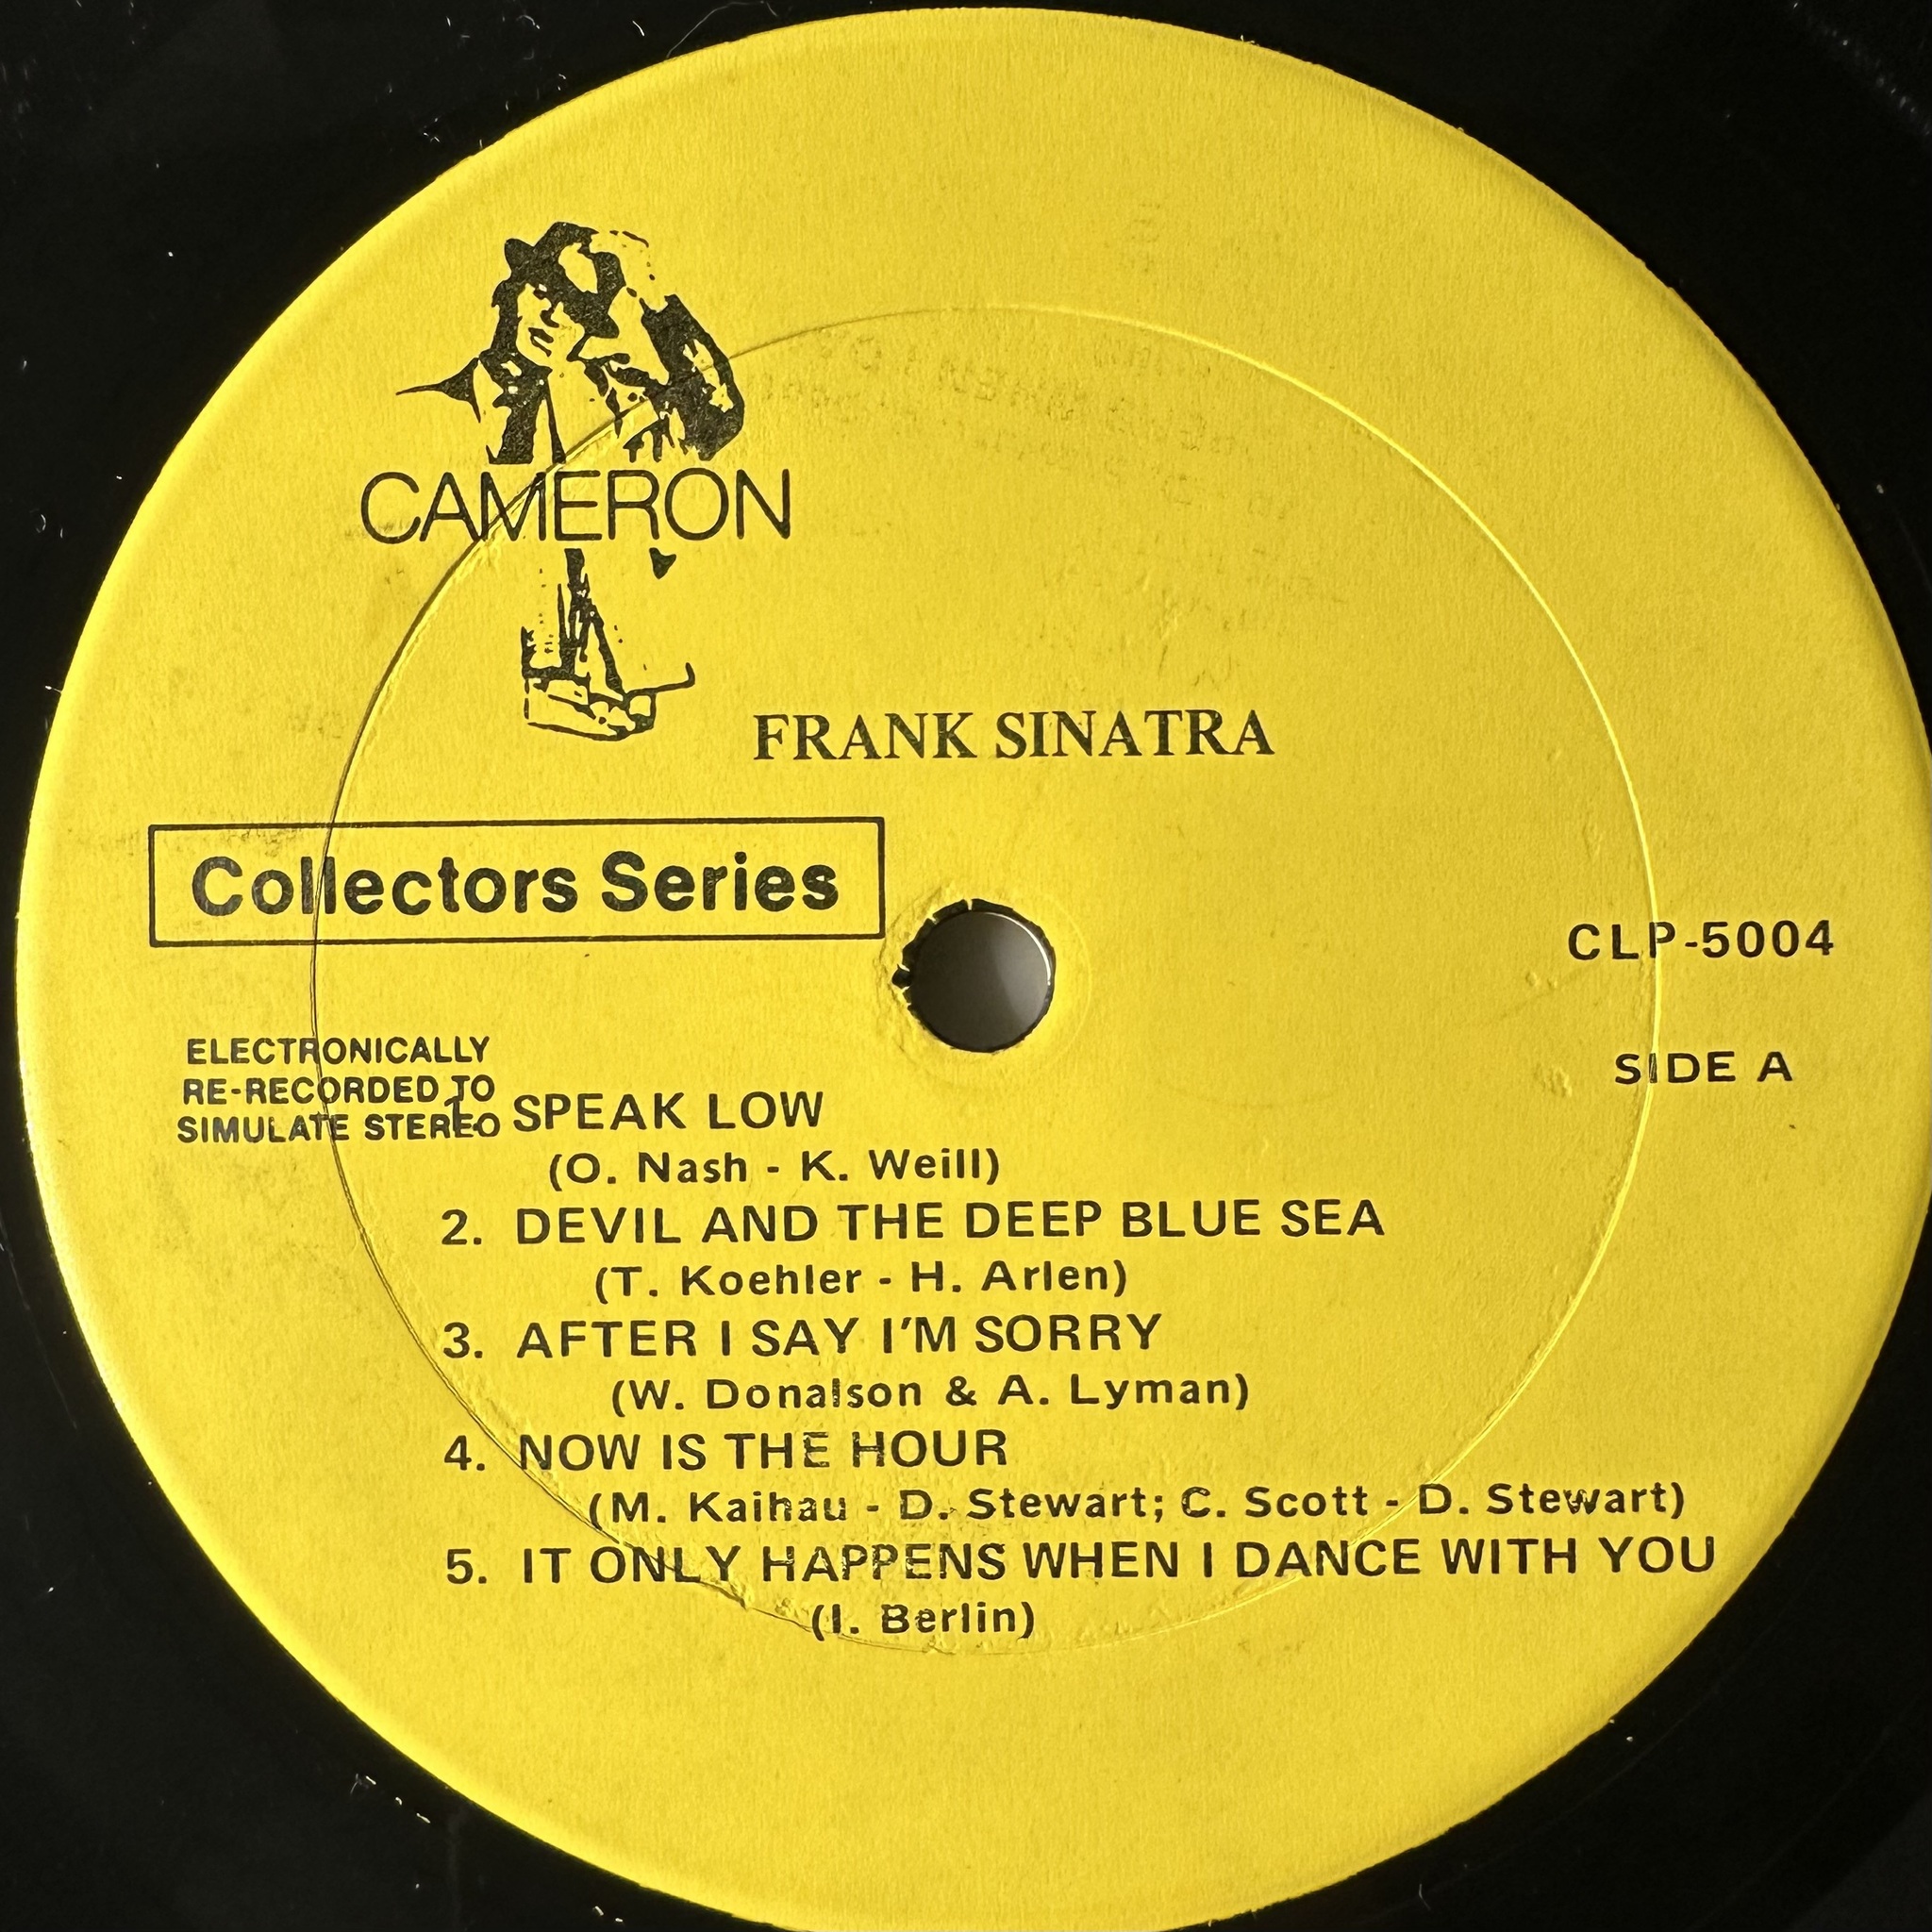 CAMERON
FRANK SINATRA
Collectors Series
CLP-5004
SIDE A
ELECTRONICALLY
RE-RECORDED TO
SIMULATE STEREO
1. SPEAK LOW
(O. Nash - K. Weill)
2. DEVIL AND THE DEEP BLUE SEA
(T. Koehler - H. Arlen)
3. AFTER I SAY I'M SORRY
(W. Donalson & A. Lyman)
4. NOW IS THE HOUR
(M. Kaihau - D. Stewart; C. Scott - D. Stewart)
5. IT ONLY HAPPENS WHEN I DANCE WITH YOU
(I. Berlin)